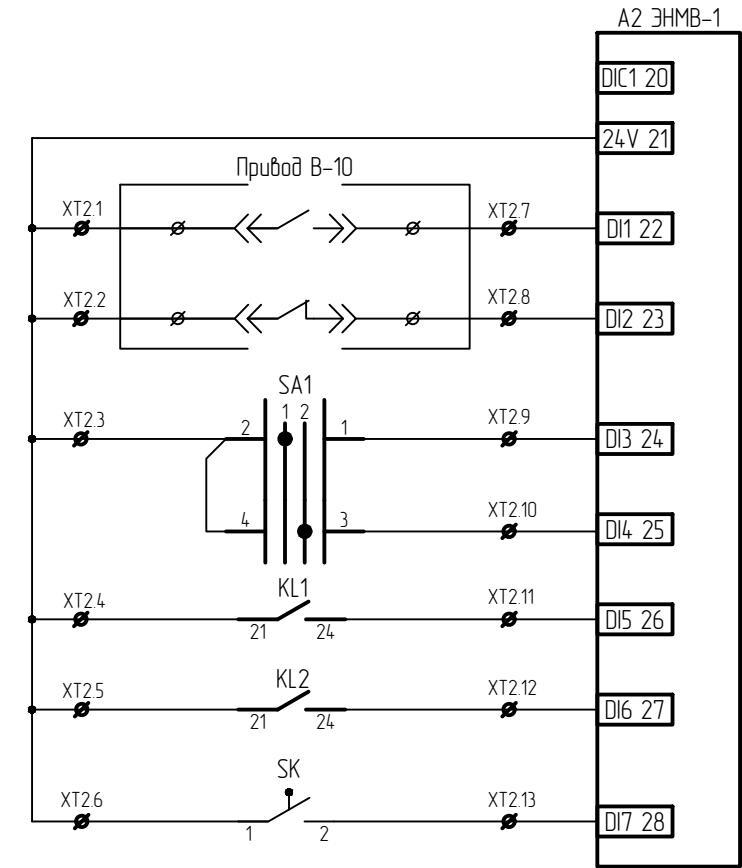 А2 ЭНМВ-1
DIC1 20
24V 21
Привод В-10
XT2.1
XT2.7
DI1 22
XT2.2
XT2.8
DI2 23
SA1
XT2.3
2
1 2
1
XT2.9
DI3 24
4
3
XT2.10
DI4 25
KL1
XT2.4
21
24
XT2.11
DI5 26
KL2
XT2.5
21
24
XT2.12
DI6 27
SK
XT2.6
1
2
XT2.13
DI7 28